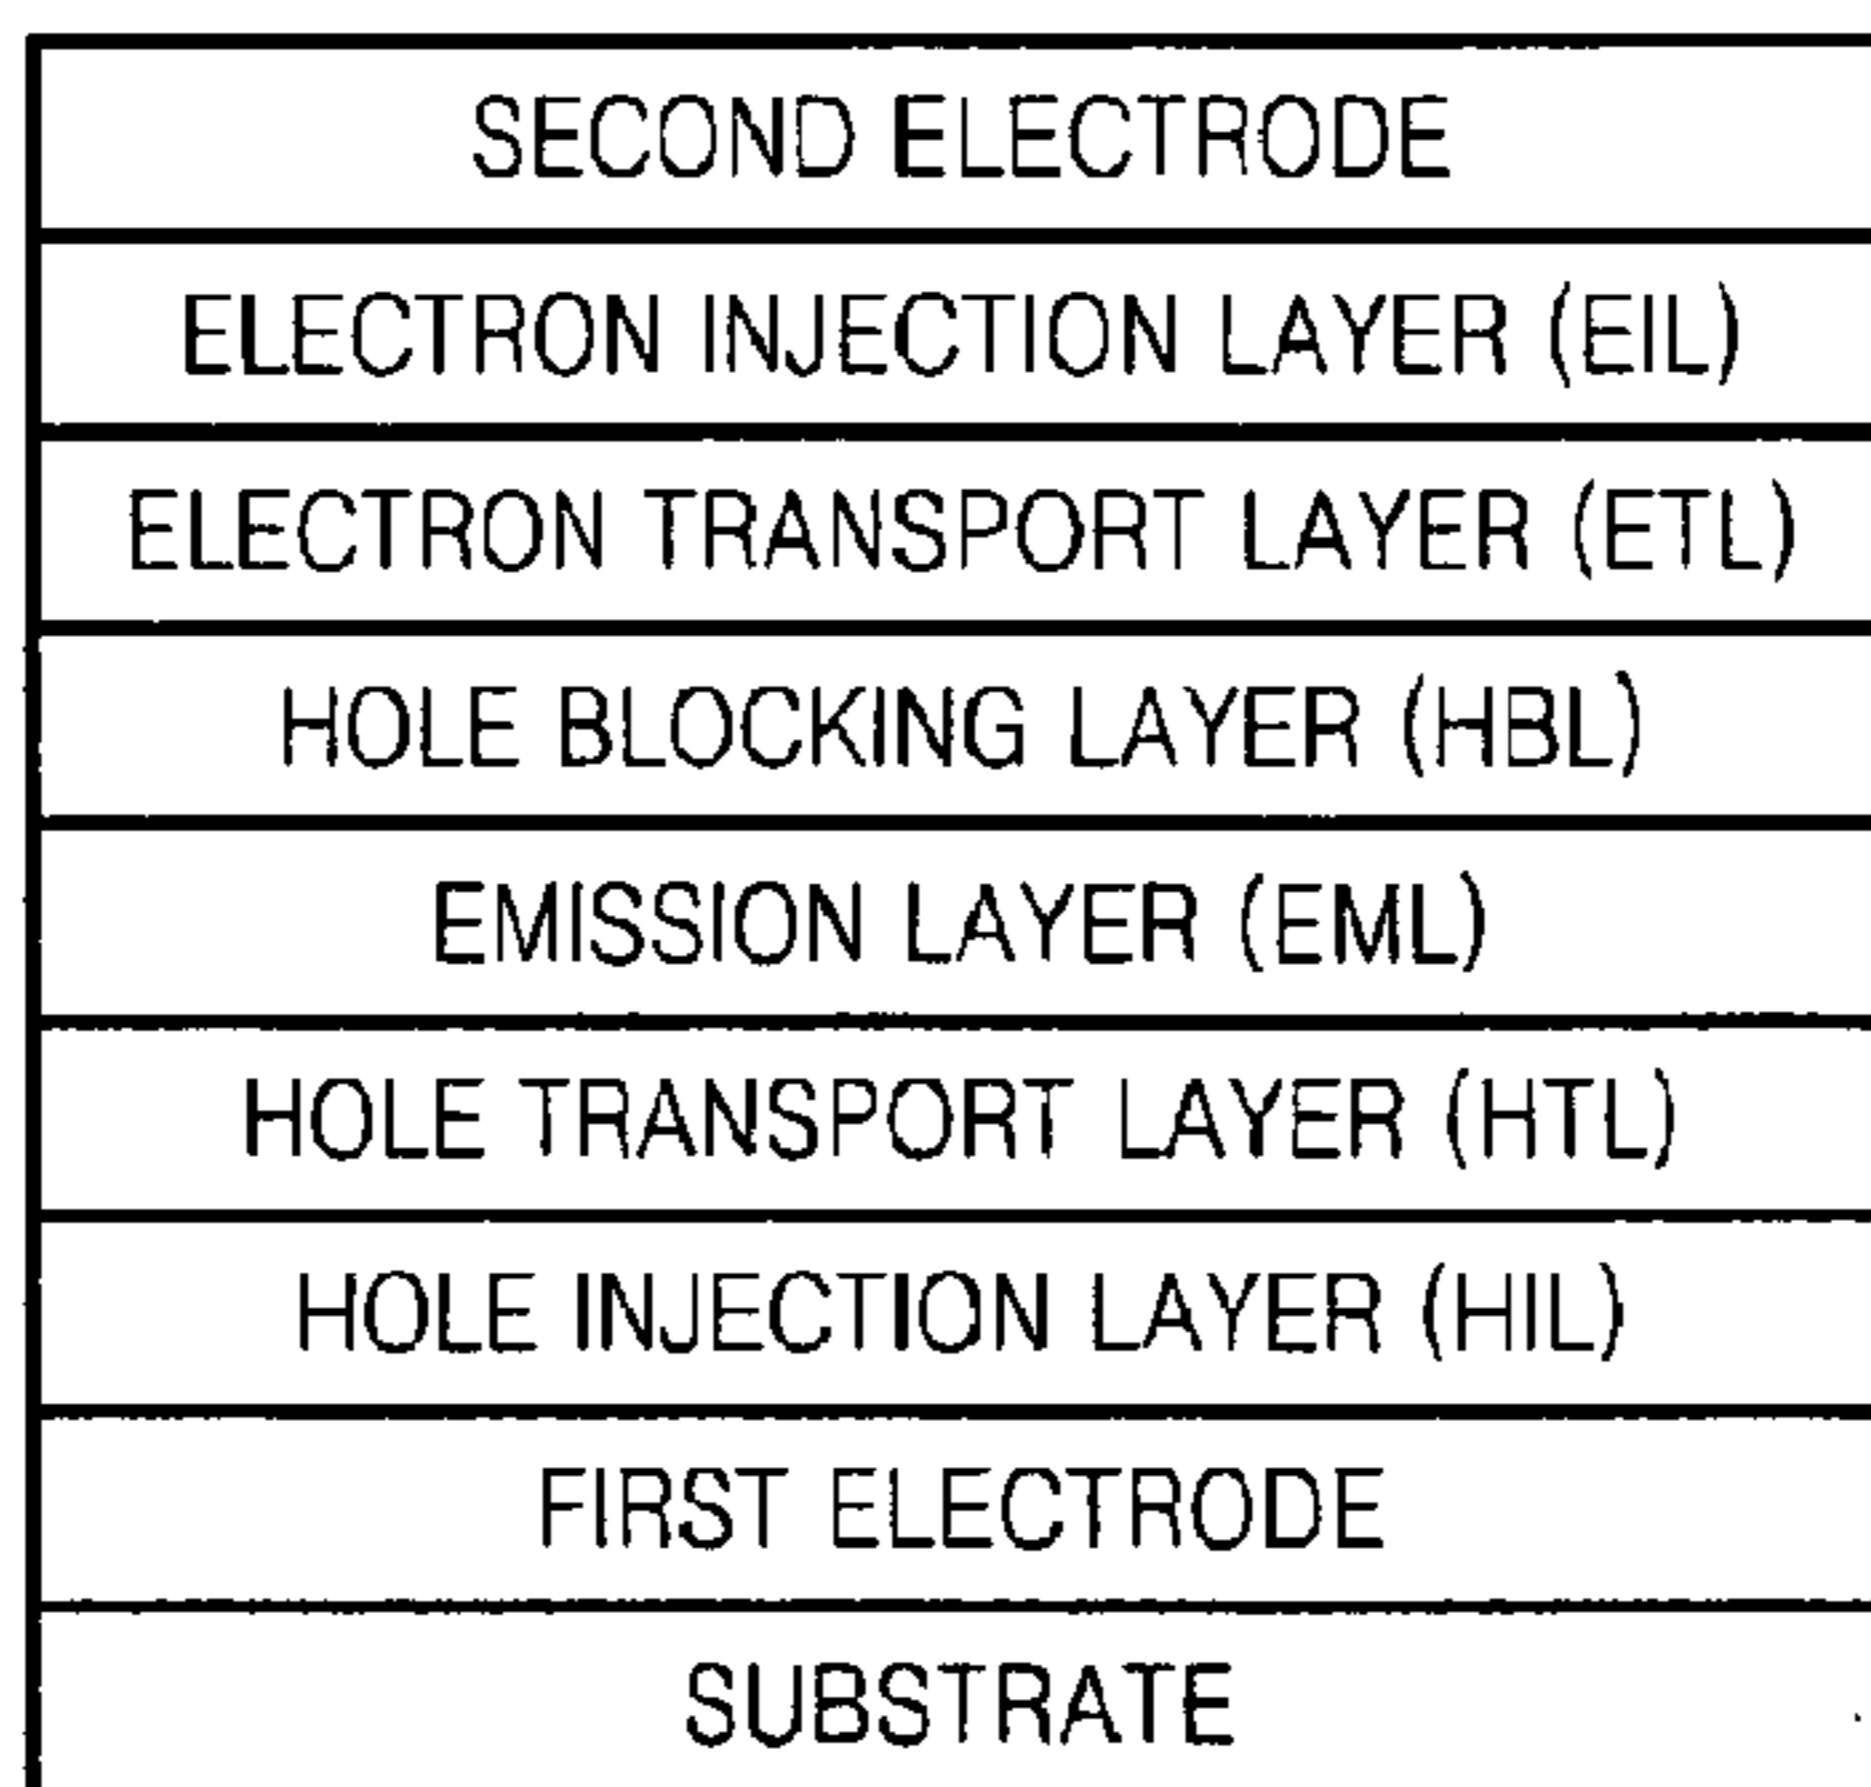 SECOND ELECTRODE
ELECTRON INJECTION LAYER (EIL)
ELECTRON TRANSPORT LAYER (ETL)
HOLE BLOCKING LAYER (HBL)
EMISSION LAYER (EML)
HOLE TRANSPORT LAYER (HTL)
HOLE INJECTION LAYER (HIL)
FIRST ELECTRODE
SUBSTRATE